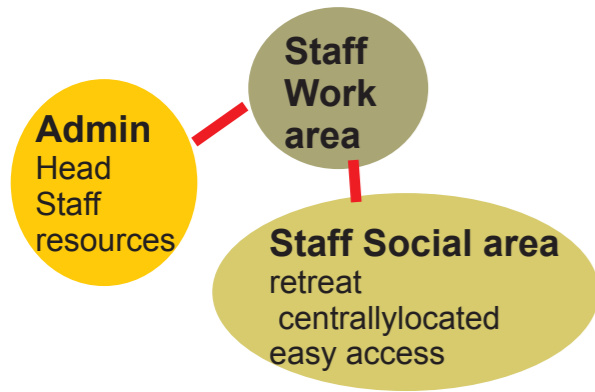 Staff
Work
area
Admin
Head
Staff
resources
Staff Social area
retreat
centrallylocated
easy access